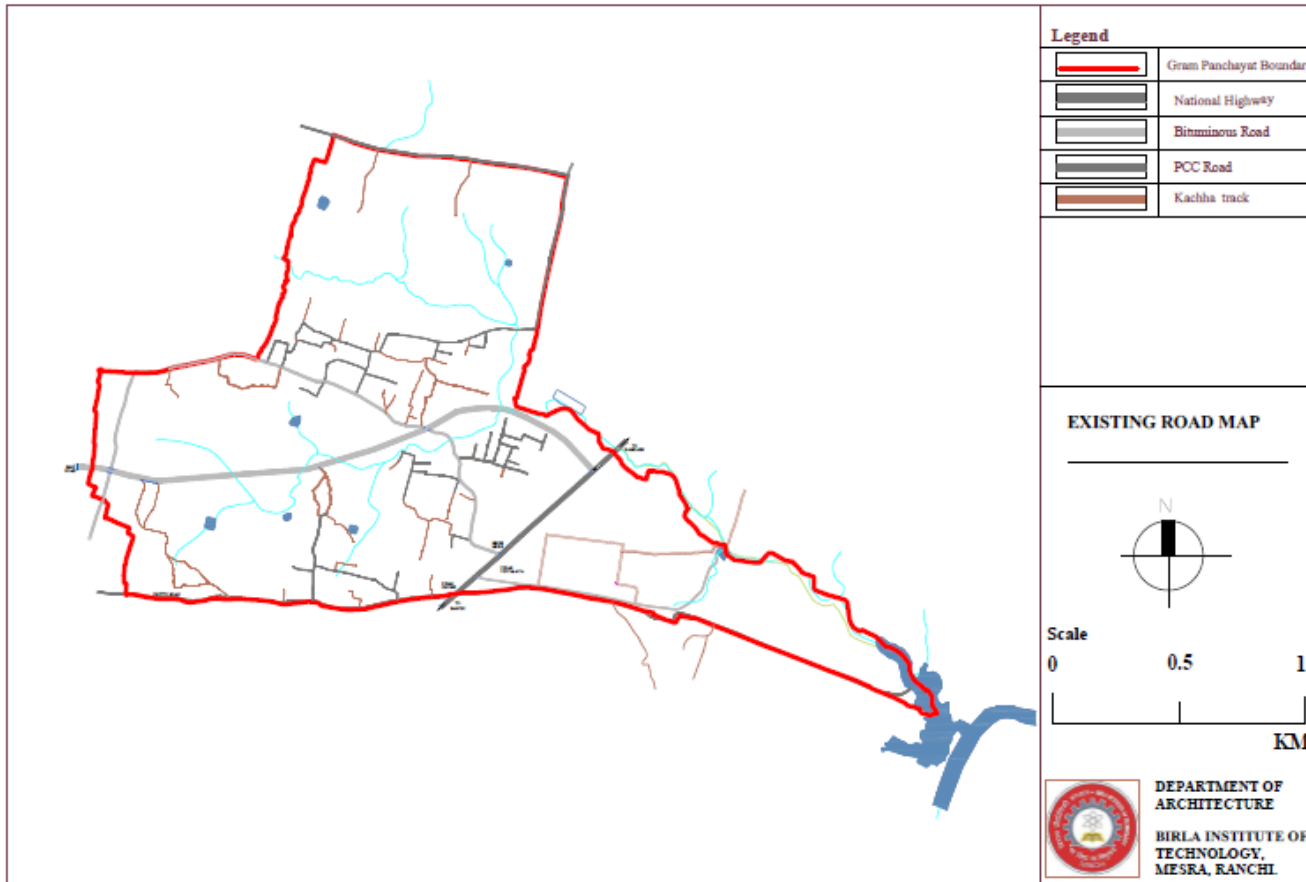 Legend
Gram Panchayat Boundar
National Highway
Bituminous Road
PCC Road
Kachha track
EXISTING ROAD MAP
N
Scale
0 0.5 1
KM
DEPARTMENT OF
ARCHITECTURE
BIRLA INSTITUTE OF
TECHNOLOGY,
MESRA, RANCHI.